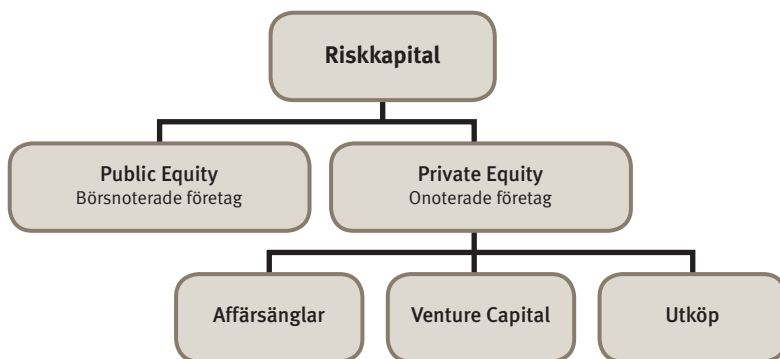 Riskkapital
Public Equity
Börsnoterade företag
Private Equity
Onoterade företag
Affärsänglar
Venture Capital
Utköp